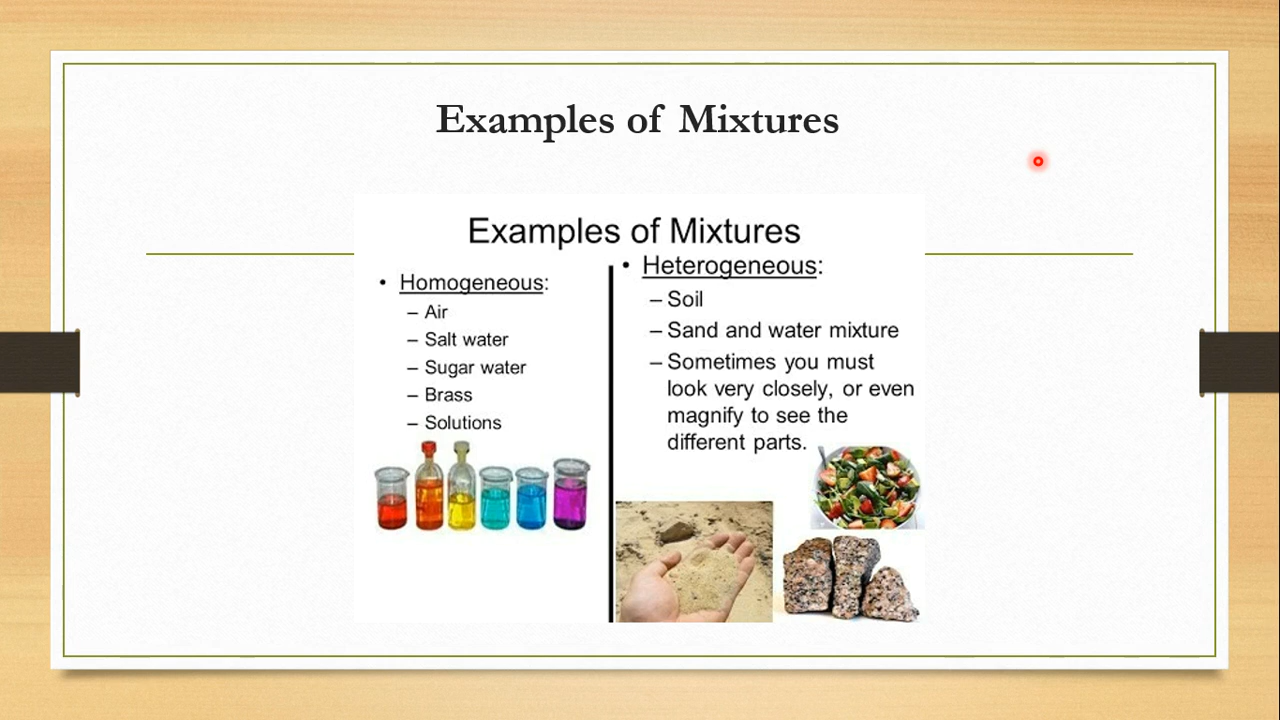 Examples of Mixtures
Examples of Mixtures
• Homogeneous:
– Air
– Salt water
– Sugar water
– Brass
– Solutions
• Heterogeneous:
– Soil
– Sand and water mixture
– Sometimes you must
look very closely, or even
magnify to see the
different parts.